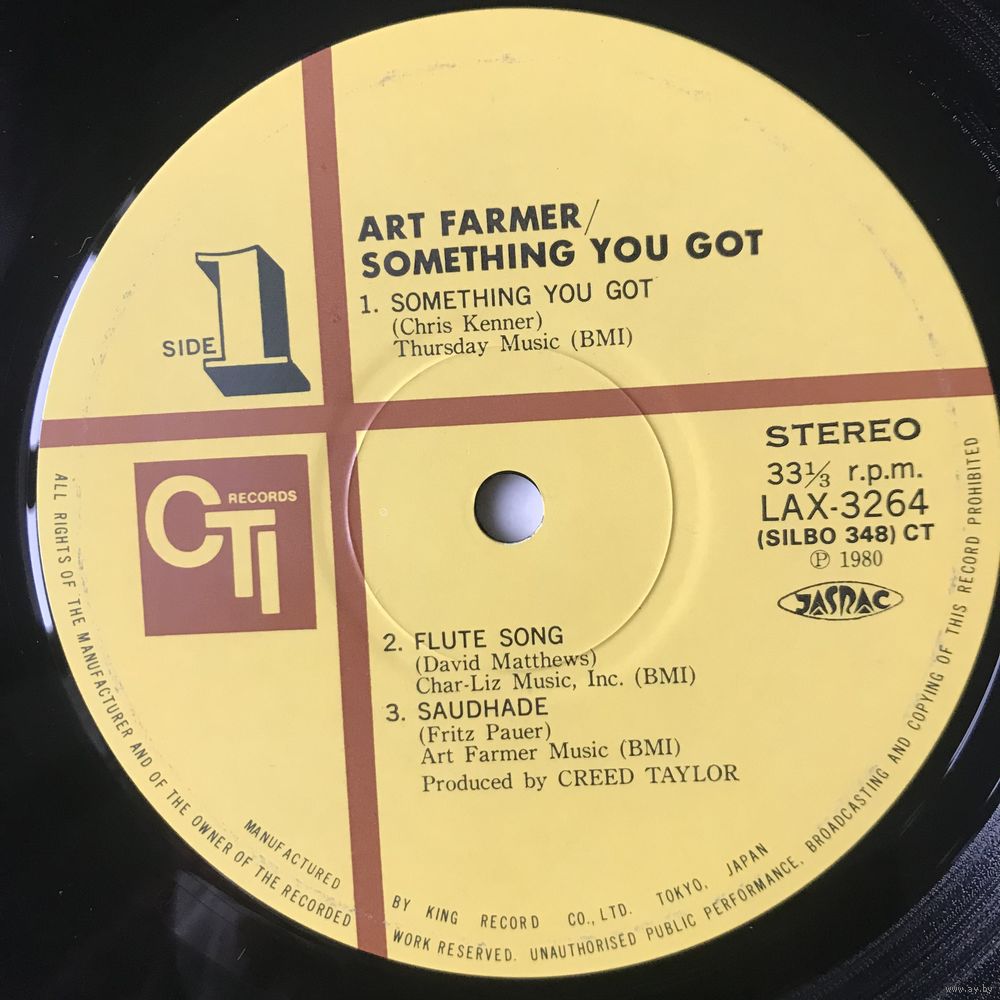 ART FARMER/
SOMETHING YOU GOT
1. SOMETHING YOU GOT
(Chris Kenner)
Thursday Music (BMI)
SIDE 1
CTI RECORDS
STEREO
33⅓ r.p.m.
LAX-3264
(SILBO 348) CT
℗ 1980
JASRAC
2. FLUTE SONG
(David Matthews)
Char-Liz Music, Inc. (BMI)
3. SAUDHADE
(Fritz Pauer)
Art Farmer Music (BMI)
Produced by CREED TAYLOR
MANUFACTURED BY KING RECORD CO., LTD. TOKYO, JAPAN
ALL RIGHTS OF THE MANUFACTURER AND OF THE OWNER OF THE RECORDED WORK RESERVED. UNAUTHORISED PUBLIC PERFORMANCE, BROADCASTING AND COPYING OF THIS RECORD PROHIBITED
www.ay.by